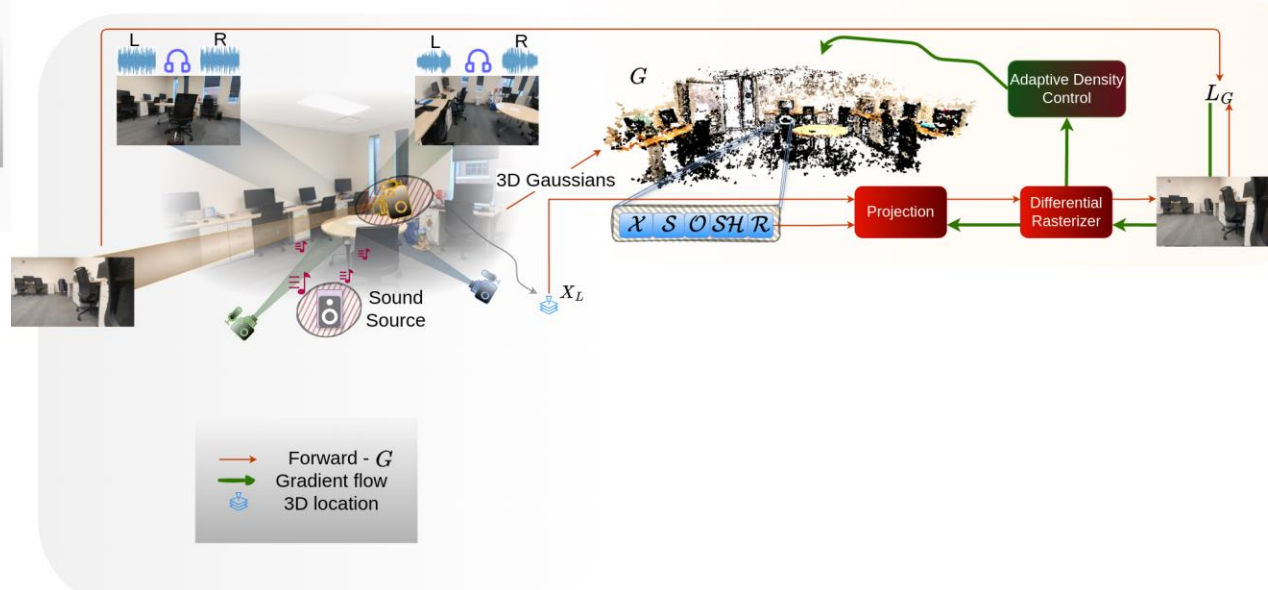 L
R
L
R
G
Adaptive Density
Control
L_G
3D Gaussians
X S O SH R
Projection
Differential
Rasterizer
X_L
Sound
Source
Forward - G
Gradient flow
3D location